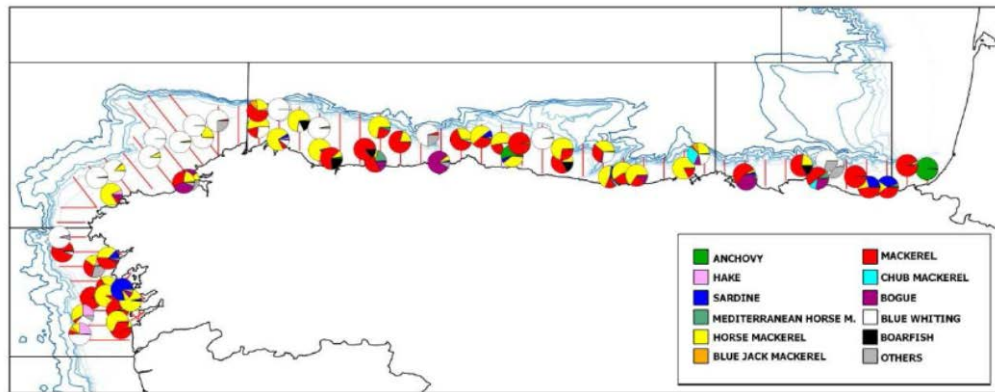 ANCHOVY
HAKE
SARDINE
MEDITERRANEAN HORSE M.
HORSE MACKEREL
BLUE JACK MACKEREL
MACKEREL
CHUB MACKEREL
BOGUE
BLUE WHITING
BOARFISH
OTHERS